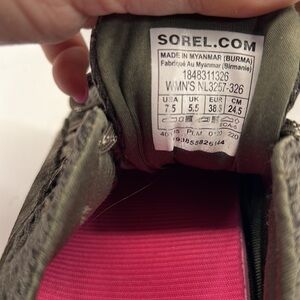 SOREL.COM
MADE IN MYANMAR (BURMA)
Fabriqué Au Myanmar (Birmanie)
1848311326
WMN'S NL3257-326
USA UK EUR CM
7.5 5.5 38.5 24.5